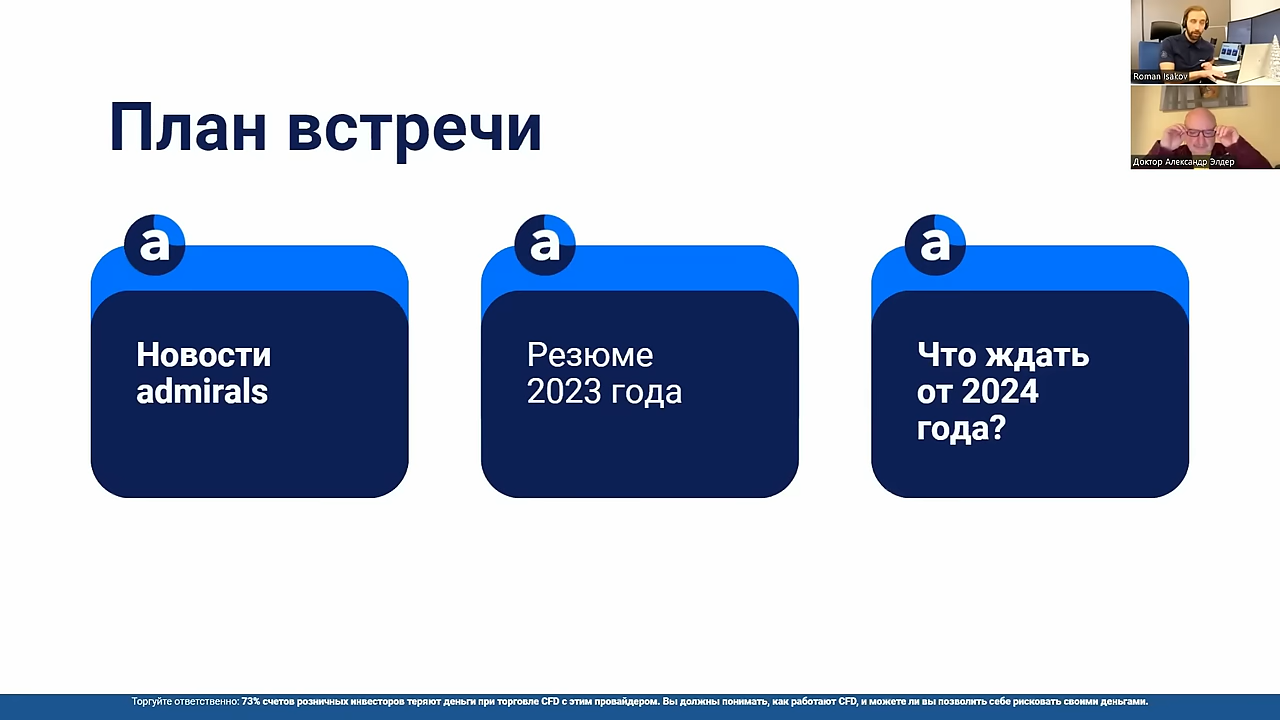 План встречи
Roman Isakov
Доктор Александр Элдер
a
Новости
admirals
a
Резюме
2023 года
a
Что ждать
от 2024
года?
Торгуйте ответственно: 73% счетов розничных инвесторов теряют деньги при торговле CFD с этим провайдером. Вы должны понимать, как работают CFD, и можете ли вы позволить себе рисковать своими деньгами.